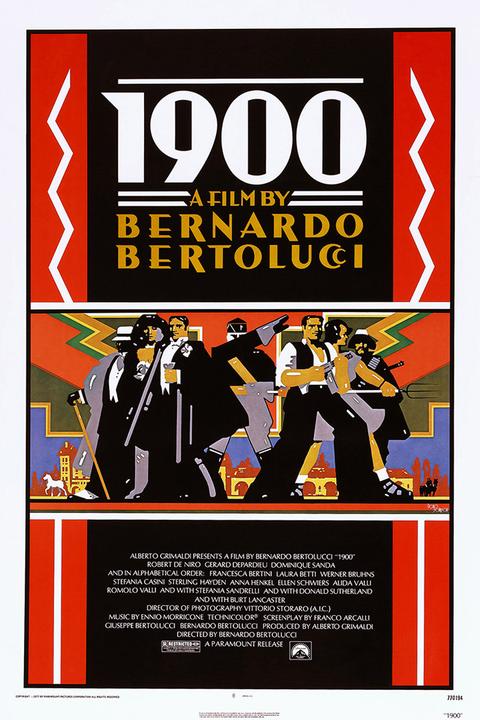 1900
A FILM BY
BERNARDO
BERTOLUCCI
ALBERTO GRIMALDI PRESENTS A FILM BY BERNARDO BERTOLUCCI "1900"
ROBERT DE NIRO GERARD DEPARDIEU DOMINIQUE SANDA
AND IN ALPHABETICAL ORDER: FRANCESCA BERTINI LAURA BETTI WERNER BRUHNS
STEFANIA CASINI STERLING HAYDEN ANNA HENKEL ELLEN SCHWIERS ALIDA VALLI
ROMOLO VALLI AND WITH STEFANIA SANDRELLI AND WITH DONALD SUTHERLAND
AND WITH BURT LANCASTER
DIRECTOR OF PHOTOGRAPHY VITTORIO STORARO (A.I.C.)
MUSIC BY ENNIO MORRICONE TECHNICOLOR® SCREENPLAY BY FRANCO ARCALLI
GIUSEPPE BERTOLUCCI BERNARDO BERTOLUCCI PRODUCED BY ALBERTO GRIMALDI
DIRECTED BY BERNARDO BERTOLUCCI
R RESTRICTED A PARAMOUNT RELEASE
770194
"1900"